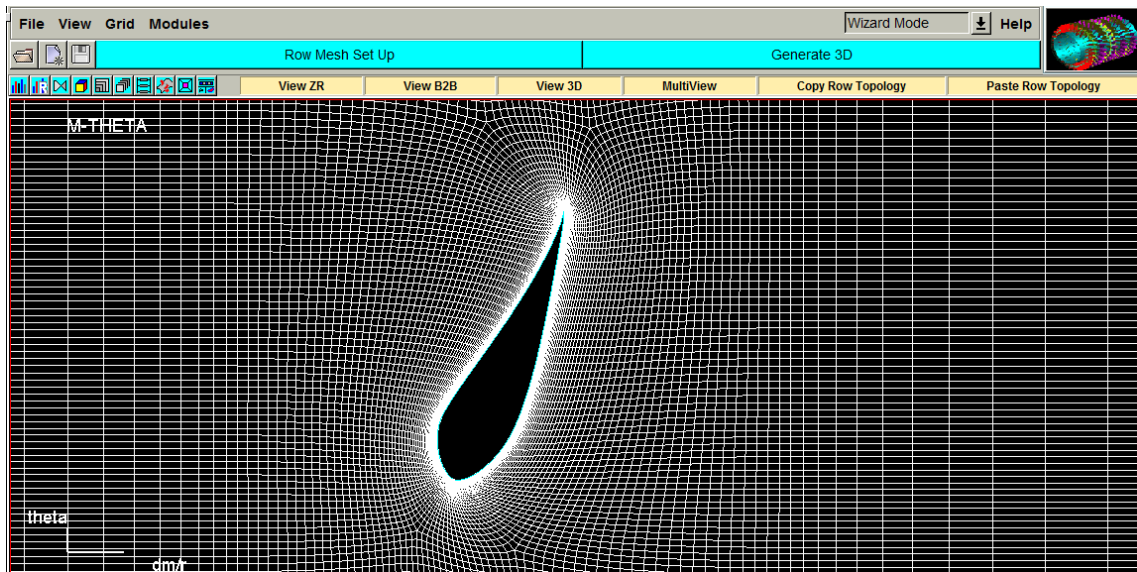 File View Grid Modules Wizard Mode Help
Row Mesh Set Up Generate 3D
View ZR View B2B View 3D MultiView Copy Row Topology Paste Row Topology
M-THETA
theta
dm/r